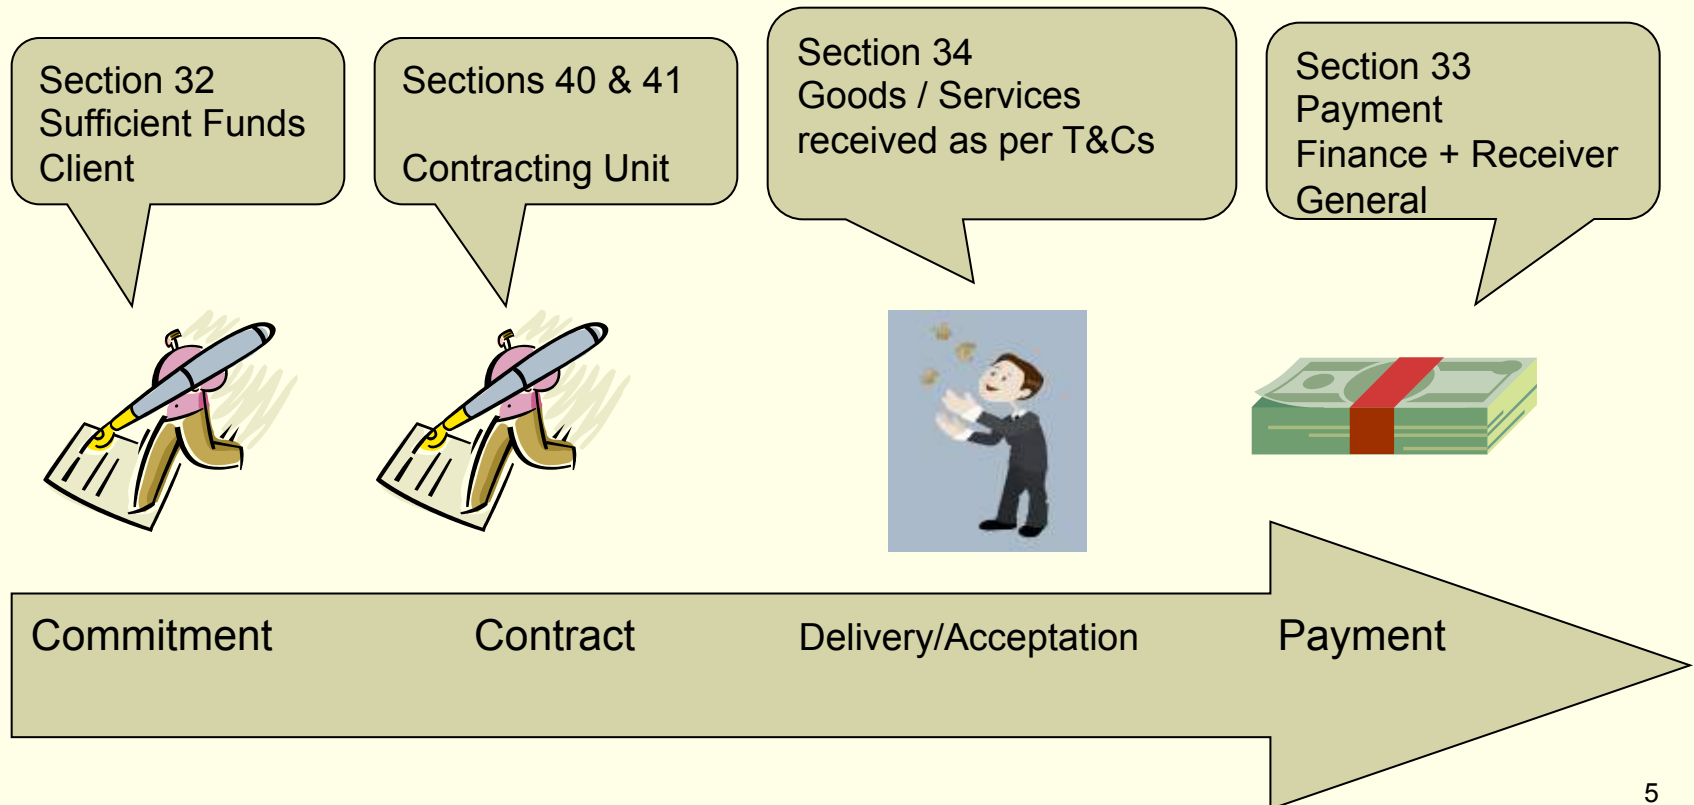 Section 32
Sufficient Funds
Client
Sections 40 & 41
Contracting Unit
Section 34
Goods / Services
received as per T&Cs
Section 33
Payment
Finance + Receiver
General
Commitment
Contract
Delivery/Acceptation
Payment
5